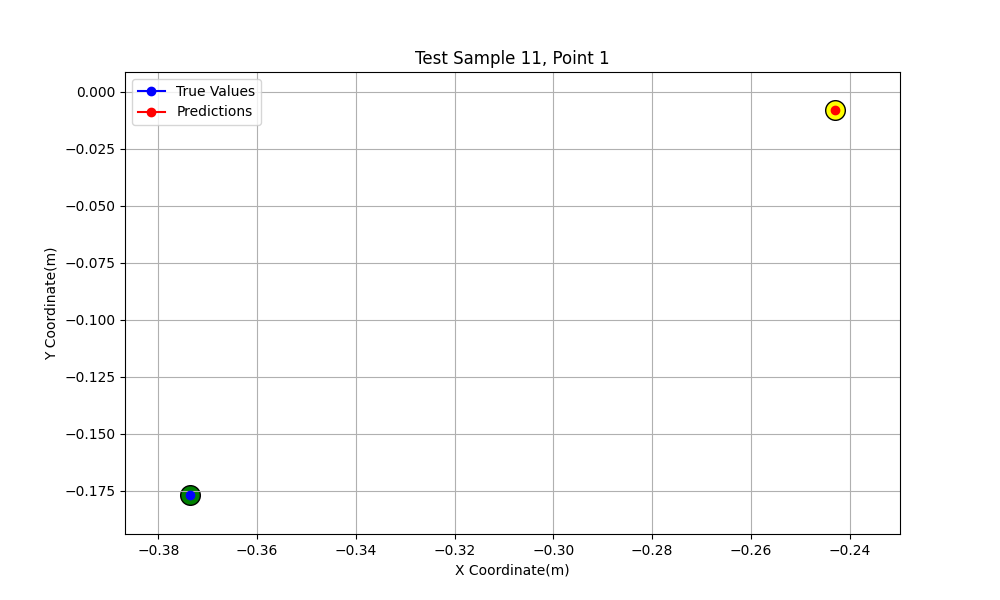 Test Sample 11, Point 1
True Values
Predictions
0.000
−0.025
−0.050
−0.075
−0.100
−0.125
−0.150
−0.175
Y Coordinate(m)
−0.38 −0.36 −0.34 −0.32 −0.30 −0.28 −0.26 −0.24
X Coordinate(m)